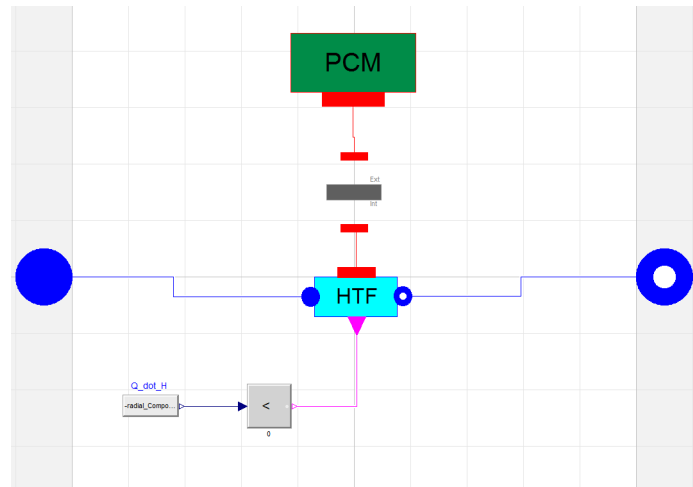 PCM
Ext
Int
HTF
Q_dot_H
-radial_Compo...
<
0